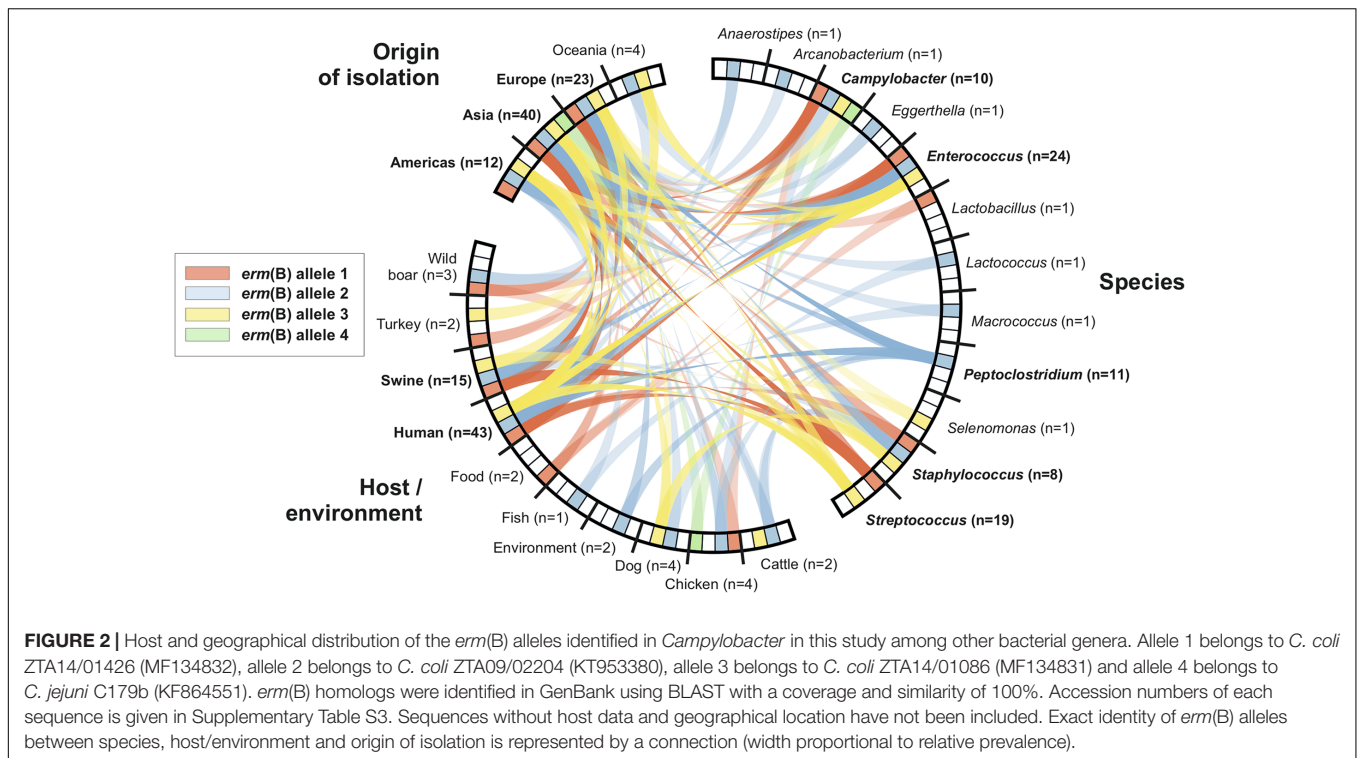 Origin
of isolation
Oceania (n=4)
Europe (n=23)
Asia (n=40)
Americas (n=12)
Anaerostipes (n=1)
Arcanobacterium (n=1)
Campylobacter (n=10)
Eggerthella (n=1)
Enterococcus (n=24)
Lactobacillus (n=1)
Lactococcus (n=1)
Species
Macrococcus (n=1)
Peptoclostridium (n=11)
Selenomonas (n=1)
Staphylococcus (n=8)
Streptococcus (n=19)
erm(B) allele 1
erm(B) allele 2
erm(B) allele 3
erm(B) allele 4
Wild
boar (n=3)
Turkey (n=2)
Swine (n=15)
Human (n=43)
Food (n=2)
Host /
environment
Fish (n=1)
Environment (n=2)
Dog (n=4)
Chicken (n=4)
Cattle (n=2)
FIGURE 2 | Host and geographical distribution of the erm(B) alleles identified in Campylobacter in this study among other bacterial genera. Allele 1 belongs to C. coli
ZTA14/01426 (MF134832), allele 2 belongs to C. coli ZTA09/02204 (KT953380), allele 3 belongs to C. coli ZTA14/01086 (MF134831) and allele 4 belongs to
C. jejuni C179b (KF864551). erm(B) homologs were identified in GenBank using BLAST with a coverage and similarity of 100%. Accession numbers of each
sequence is given in Supplementary Table S3. Sequences without host data and geographical location have not been included. Exact identity of erm(B) alleles
between species, host/environment and origin of isolation is represented by a connection (width proportional to relative prevalence).